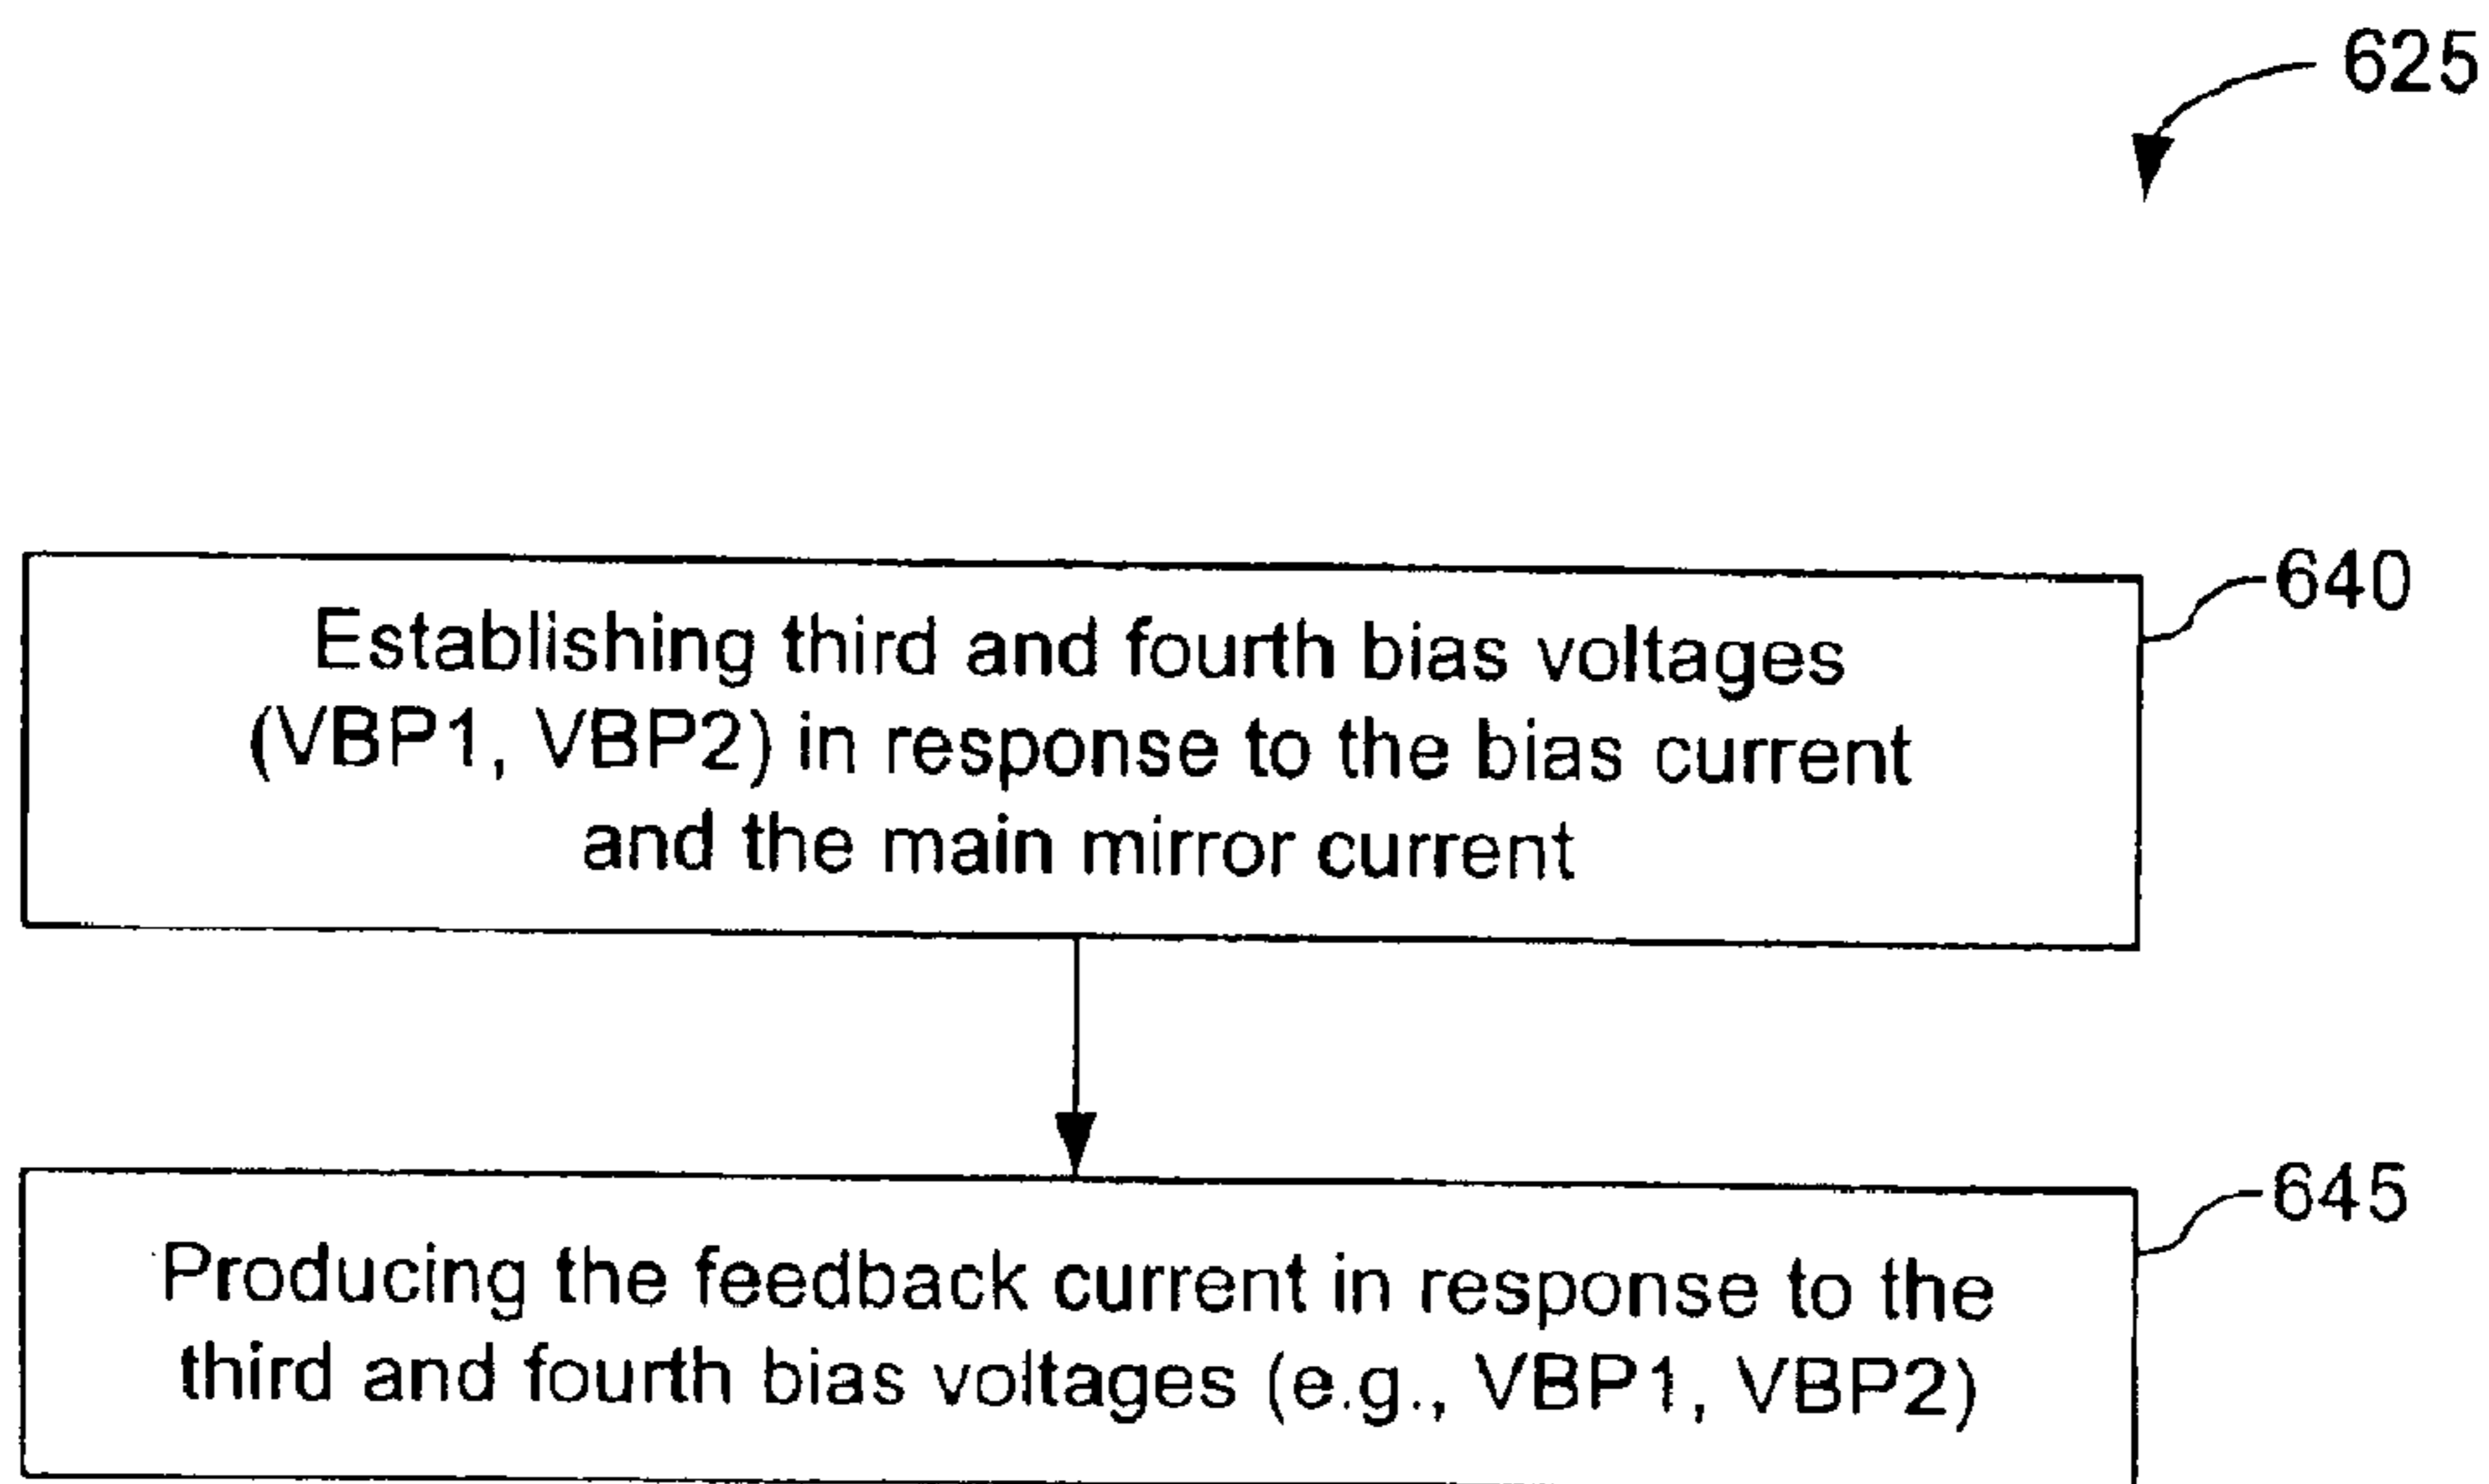 625
640
Establishing third and fourth bias voltages
(VBP1, VBP2) in response to the bias current
and the main mirror current
645
Producing the feedback current in response to the
third and fourth bias voltages (e.g., VBP1, VBP2)